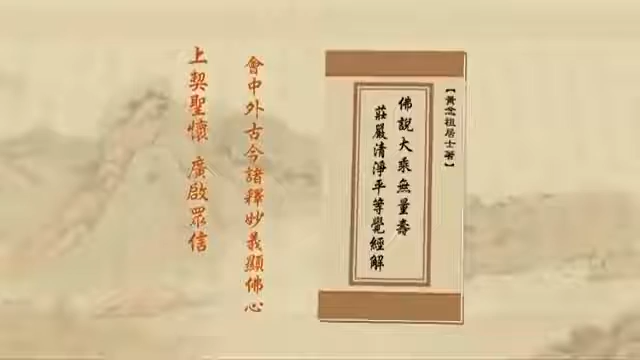 【黃念祖居士著】
佛說大乘無量壽
莊嚴清淨平等覺經解
會中外古今諸釋妙義顯佛心
上契聖懷 廣啟眾信